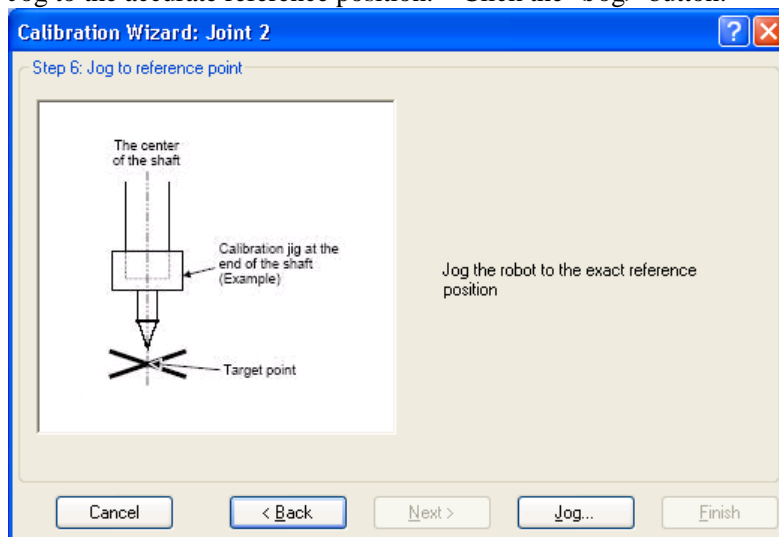 Jog to the accurate reference position. Click the <Jog> button.
Calibration Wizard: Joint 2
Step 6: Jog to reference point
The center
of the shaft
Calibration jig at the
end of the shaft
(Example)
Target point
Jog the robot to the exact reference
position
Cancel
< Back
Next >
Jog...
Finish